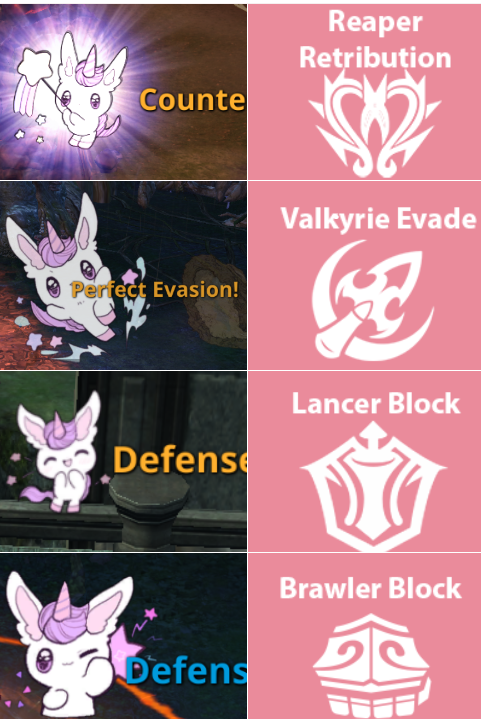 Counte
Reaper
Retribution
Perfect Evasion!
Valkyrie Evade
Defense
Lancer Block
Defens
Brawler Block